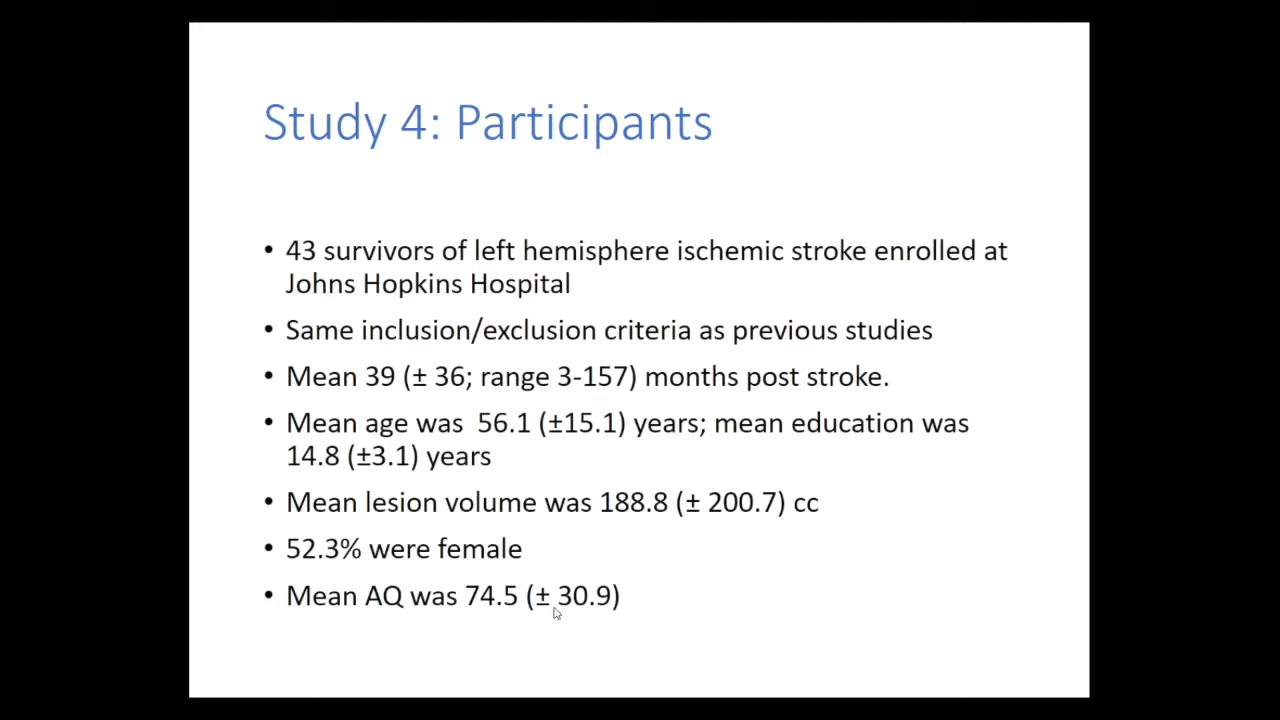 Study 4: Participants
• 43 survivors of left hemisphere ischemic stroke enrolled at
Johns Hopkins Hospital
• Same inclusion/exclusion criteria as previous studies
• Mean 39 (± 36; range 3-157) months post stroke.
• Mean age was  56.1 (±15.1) years; mean education was
14.8 (±3.1) years
• Mean lesion volume was 188.8 (± 200.7) cc
• 52.3% were female
• Mean AQ was 74.5 (± 30.9)